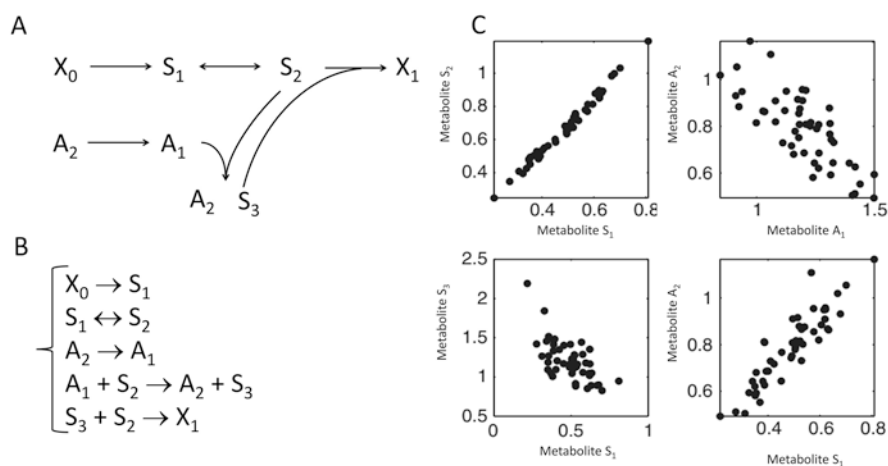 A
X₀ → S₁ ↔ S₂ → X₁
A₂ → A₁
A₂ S₃
B
X₀ → S₁
S₁ ↔ S₂
A₂ → A₁
A₁ + S₂ → A₂ + S₃
S₃ + S₂ → X₁
C
Metabolite S₂
1
0.8
0.6
0.4
0.4 0.6 0.8
Metabolite S₁
Metabolite A₂
1
0.8
0.6
1 1.5
Metabolite A₁
Metabolite S₃
2.5
2
1.5
1
0.5
0 0.5 1
Metabolite S₁
Metabolite A₂
1
0.8
0.6
0.4 0.6 0.8
Metabolite S₁